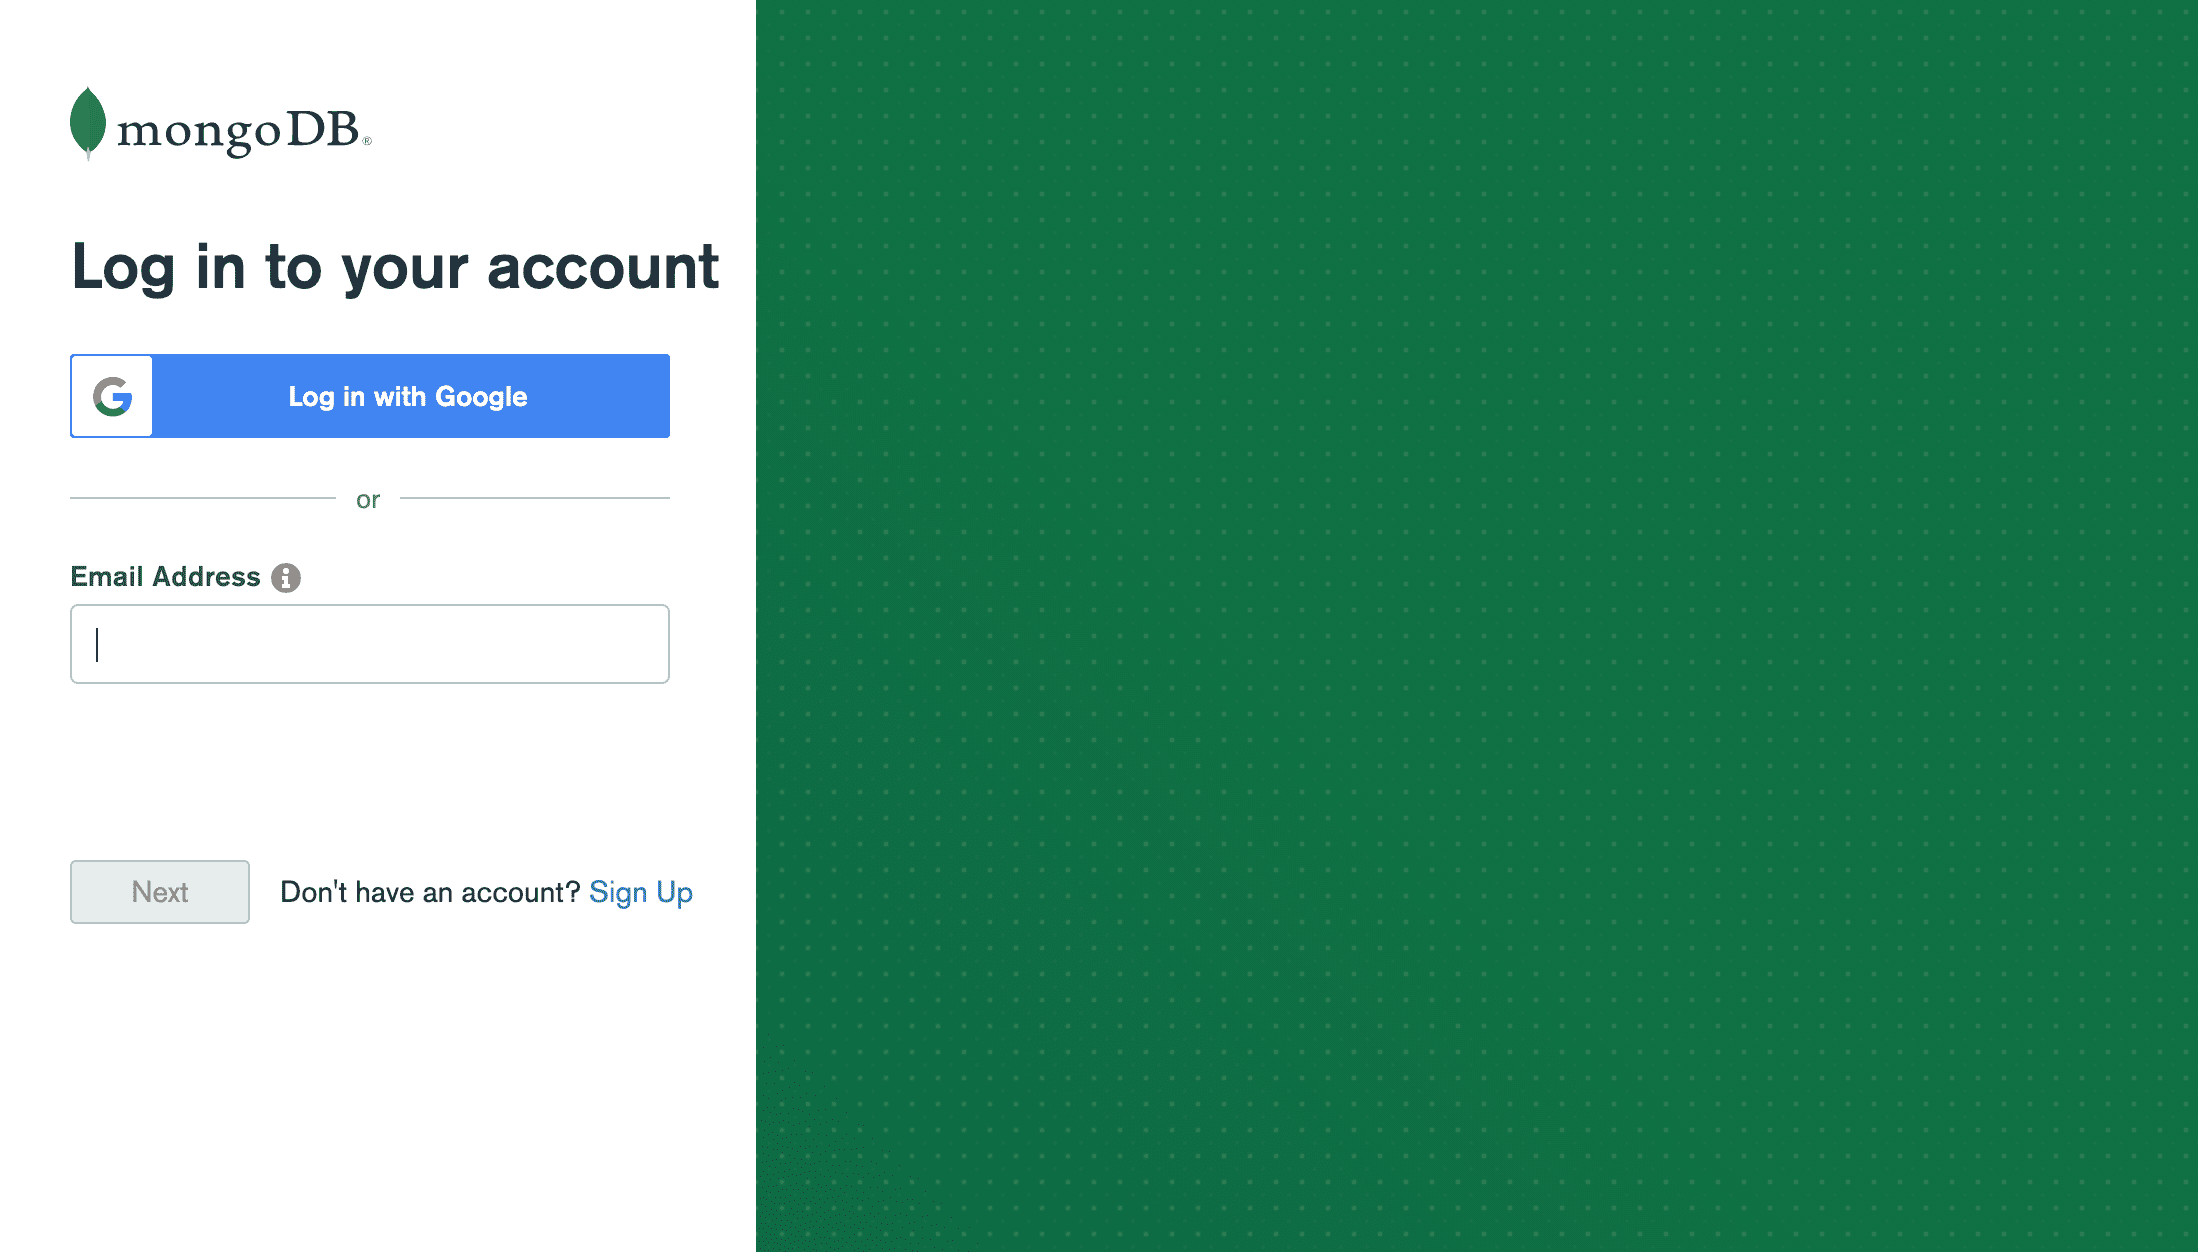 mongoDB®
Log in to your account
Log in with Google
or
Email Address
Next
Don't have an account? Sign Up